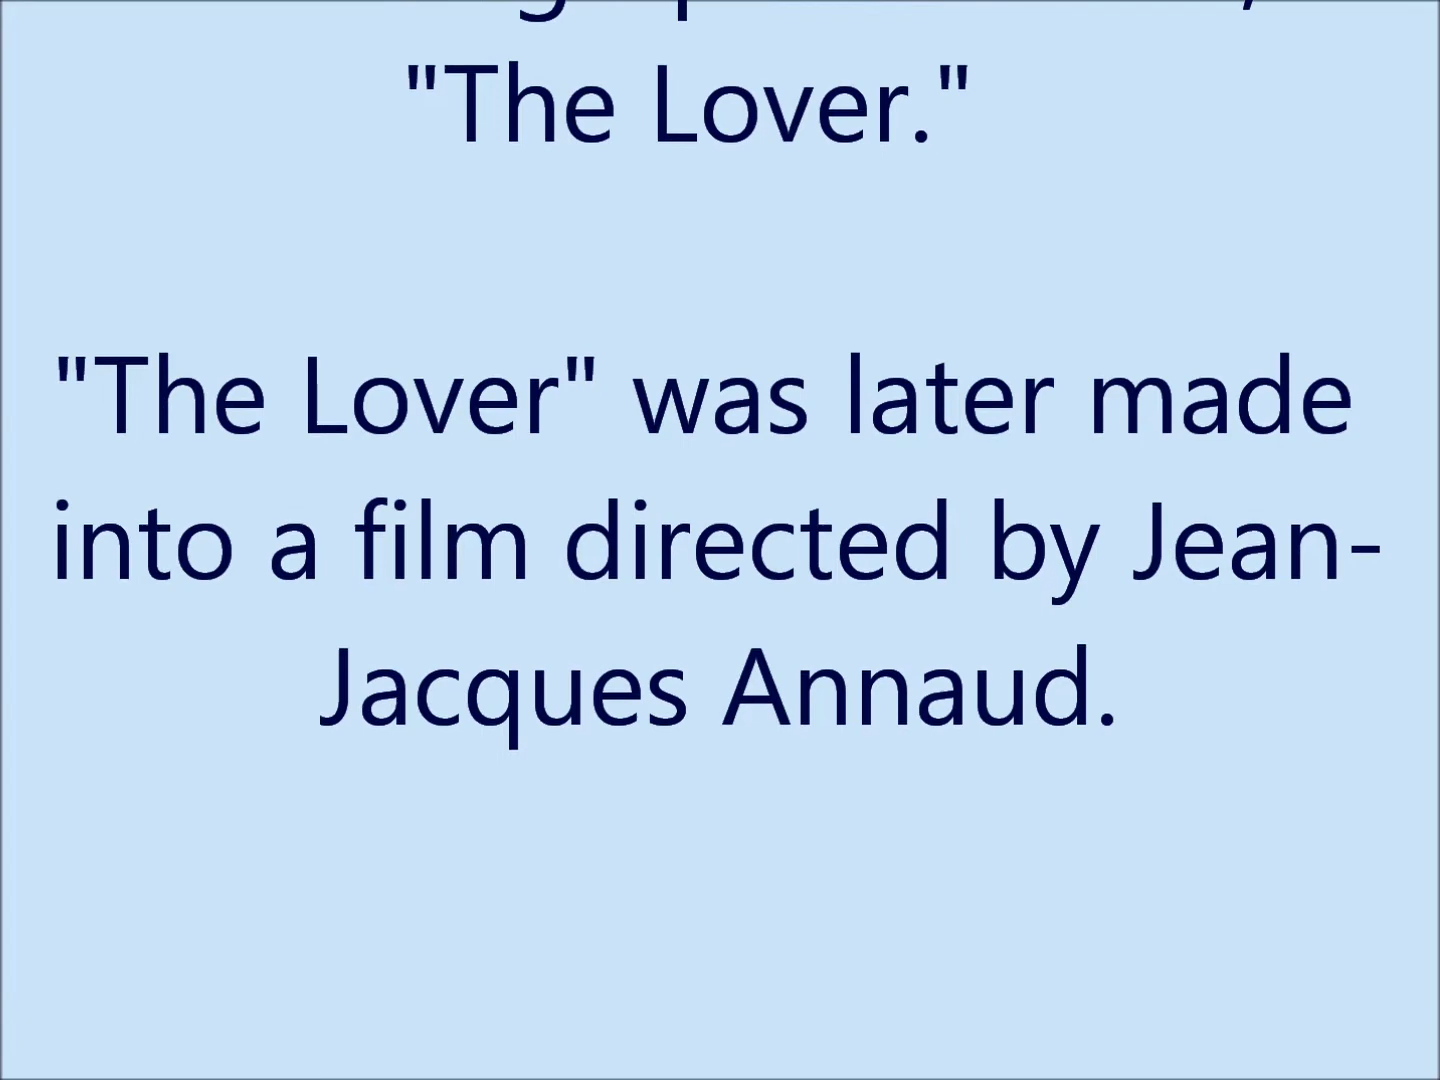 "The Lover."
"The Lover" was later made
into a film directed by Jean-
Jacques Annaud.